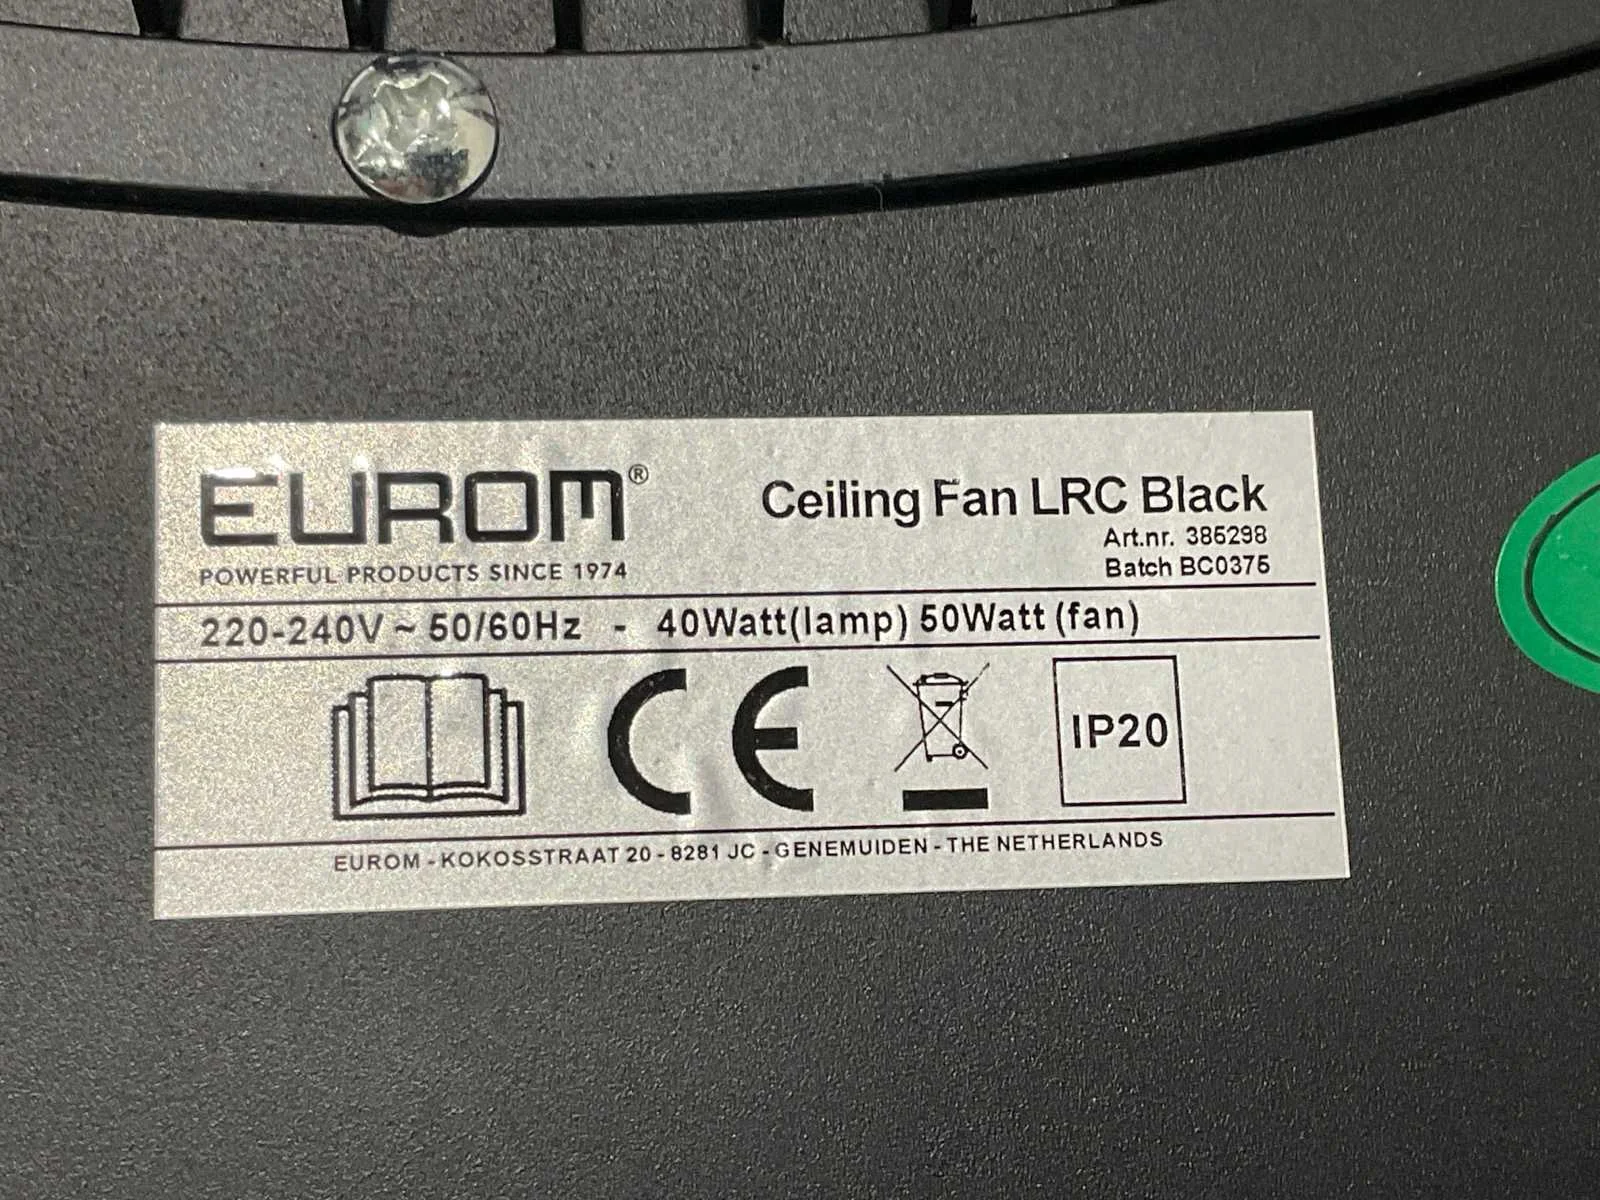 EUROM®
POWERFUL PRODUCTS SINCE 1974
Ceiling Fan LRC Black
Art.nr. 385298
Batch BC0375
220-240V ~ 50/60Hz - 40Watt(lamp) 50Watt (fan)
CE
IP20
EUROM - KOKOSSTRAAT 20 - 8281 JC - GENEMUIDEN - THE NETHERLANDS